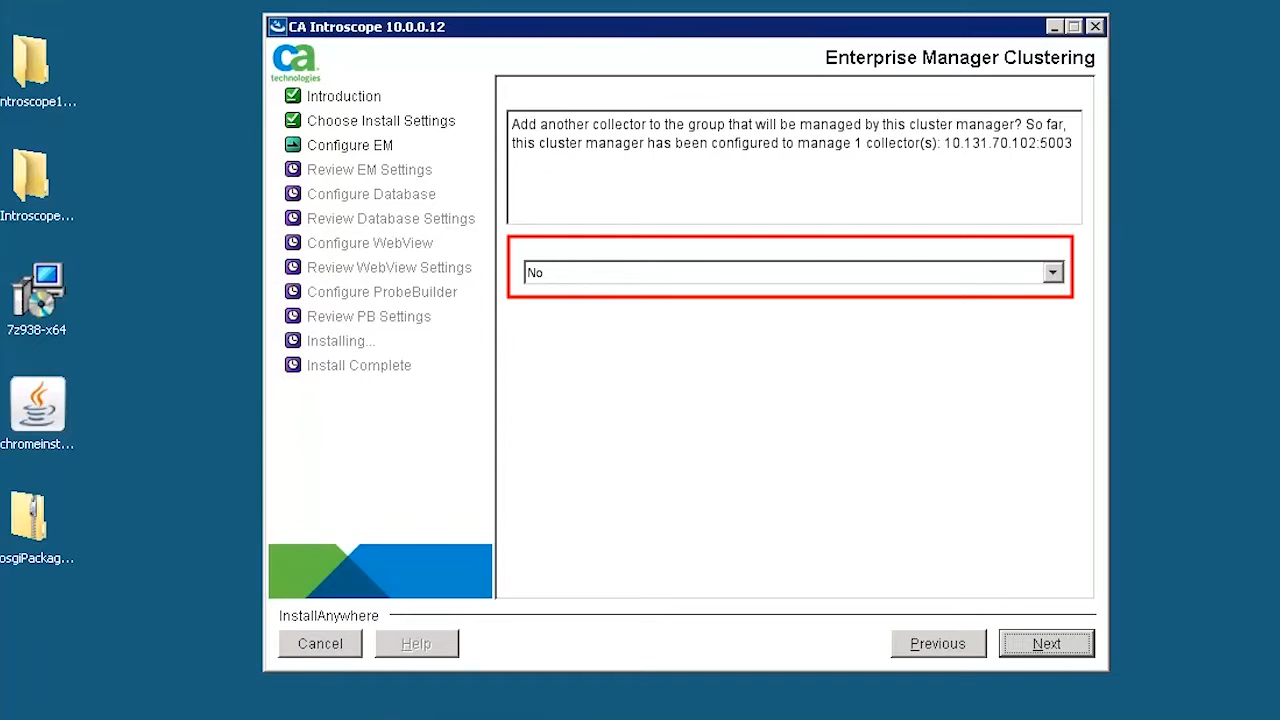 CA Introscope 10.0.0.12
ca
technologies
Enterprise Manager Clustering
Introduction
Choose Install Settings
Configure EM
Review EM Settings
Configure Database
Review Database Settings
Configure WebView
Review WebView Settings
Configure ProbeBuilder
Review PB Settings
Installing...
Install Complete
Add another collector to the group that will be managed by this cluster manager? So far,
this cluster manager has been configured to manage 1 collector(s): 10.131.70.102:5003
No
InstallAnywhere
Cancel
Help
Previous
Next
ntroscope1...
Introscope...
7z938-x64
chromeinst...
osgiPackag...